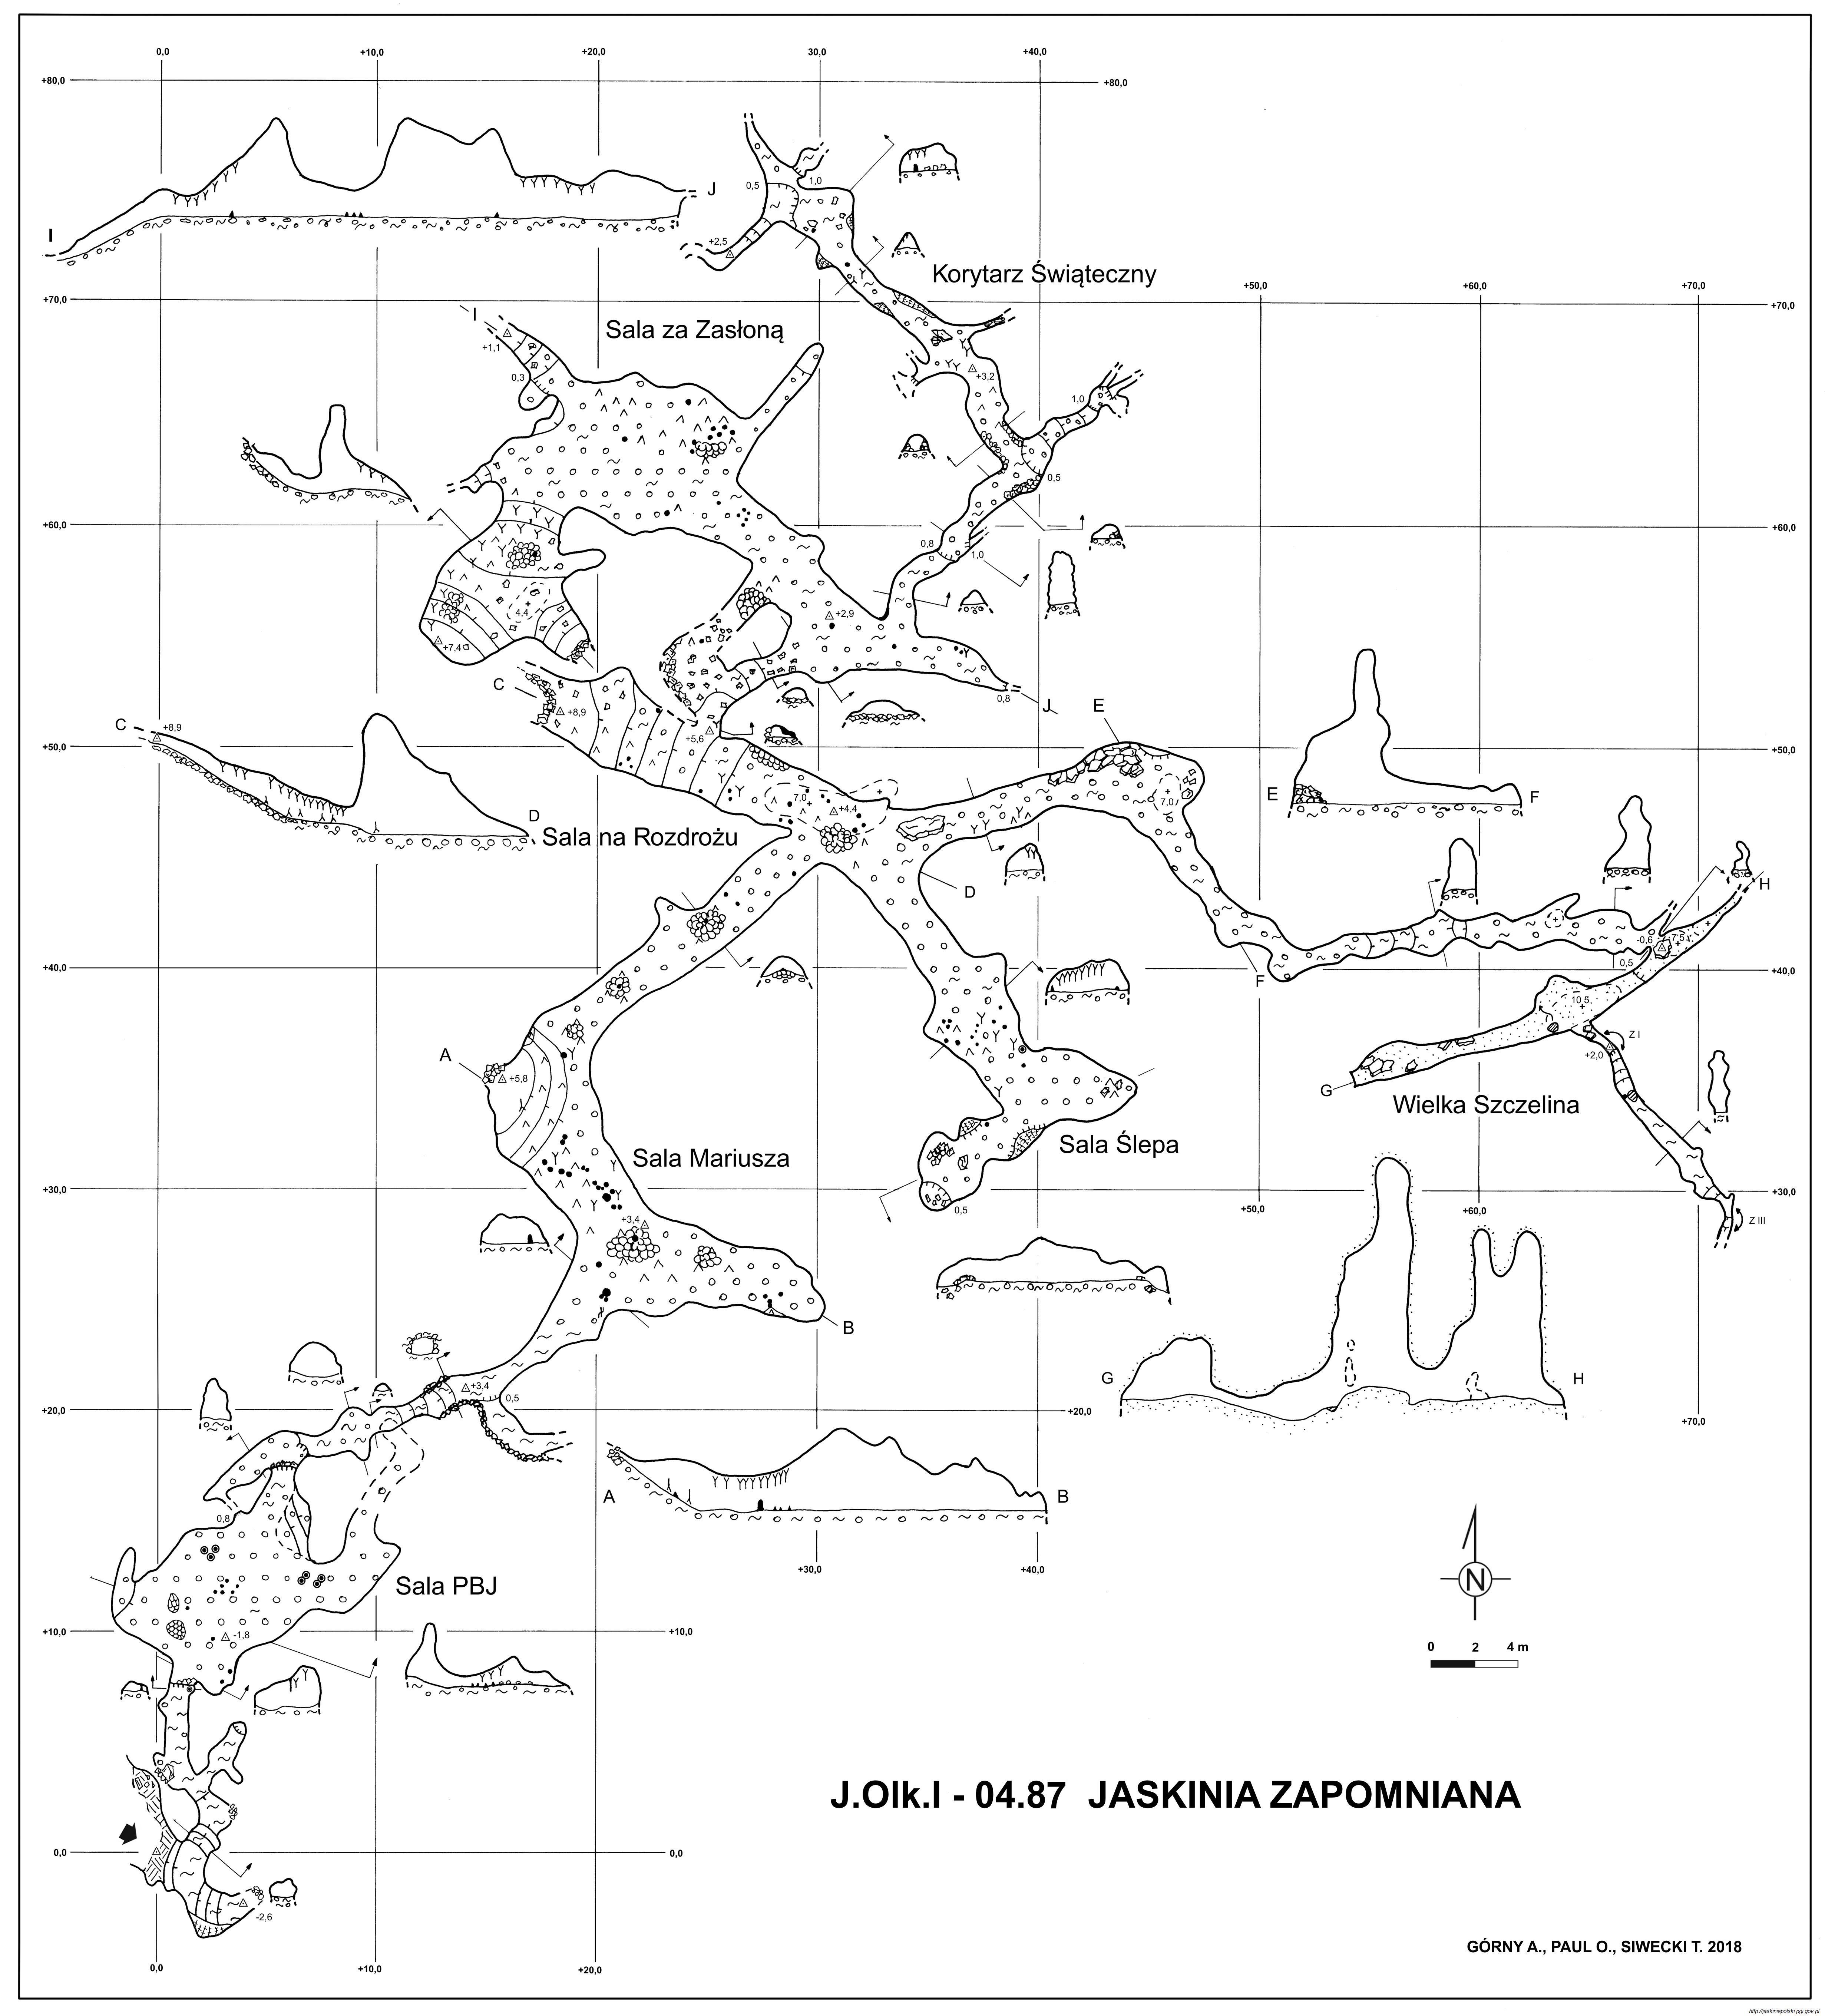 0,0 +10,0 +20,0 30,0 +40,0
+80,0 +80,0
J
I
0,5 1,0
+2,5
Korytarz Świąteczny
+50,0 +60,0 +70,0
+70,0 +70,0
I
Sala za Zasłoną
+1,1
0,3
+3,2
1,0
0,5
+60,0 +60,0
0,8 1,0
4,4
+2,9
+7,4
C
+8,9
0,8
J
E
C +8,9
+5,6
+50,0 +50,0
7,0 +4,4
7,0
E F
D
Sala na Rozdrożu
D
H
-0,6 7,5
0,5
+40,0 +40,0
F
10,5
Z I
+2,0
A
+5,8
G
Wielka Szczelina
Sala Mariusza
Sala Ślepa
+30,0 +30,0
0,5
+50,0 +60,0
Z III
+3,4
B
G H
+3,4
0,5
+20,0 +20,0
+70,0
A B
0,8
+30,0 +40,0
Sala PBJ
N
-1,8
+10,0 +10,0
0 2 4 m
J.Olk.I - 04.87 JASKINIA ZAPOMNIANA
0,0 0,0
-2,6
GÓRNY A., PAUL O., SIWECKI T. 2018
0,0 +10,0 +20,0
http://jaskiniepolski.pgi.gov.pl